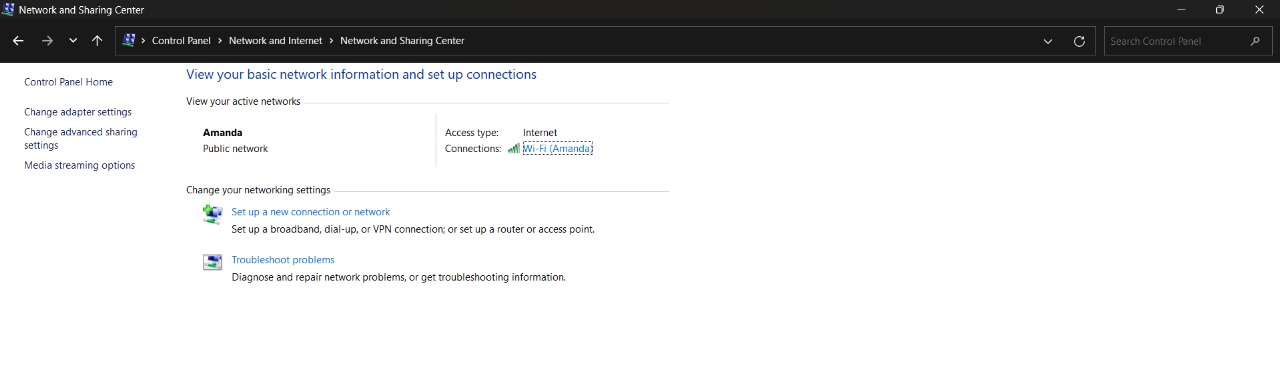 Network and Sharing Center
Control Panel > Network and Internet > Network and Sharing Center
Search Control Panel
Control Panel Home
Change adapter settings
Change advanced sharing
settings
Media streaming options
View your basic network information and set up connections
View your active networks
Amanda
Public network
Access type: Internet
Connections: Wi-Fi (Amanda)
Change your networking settings
Set up a new connection or network
Set up a broadband, dial-up, or VPN connection; or set up a router or access point.
Troubleshoot problems
Diagnose and repair network problems, or get troubleshooting information.